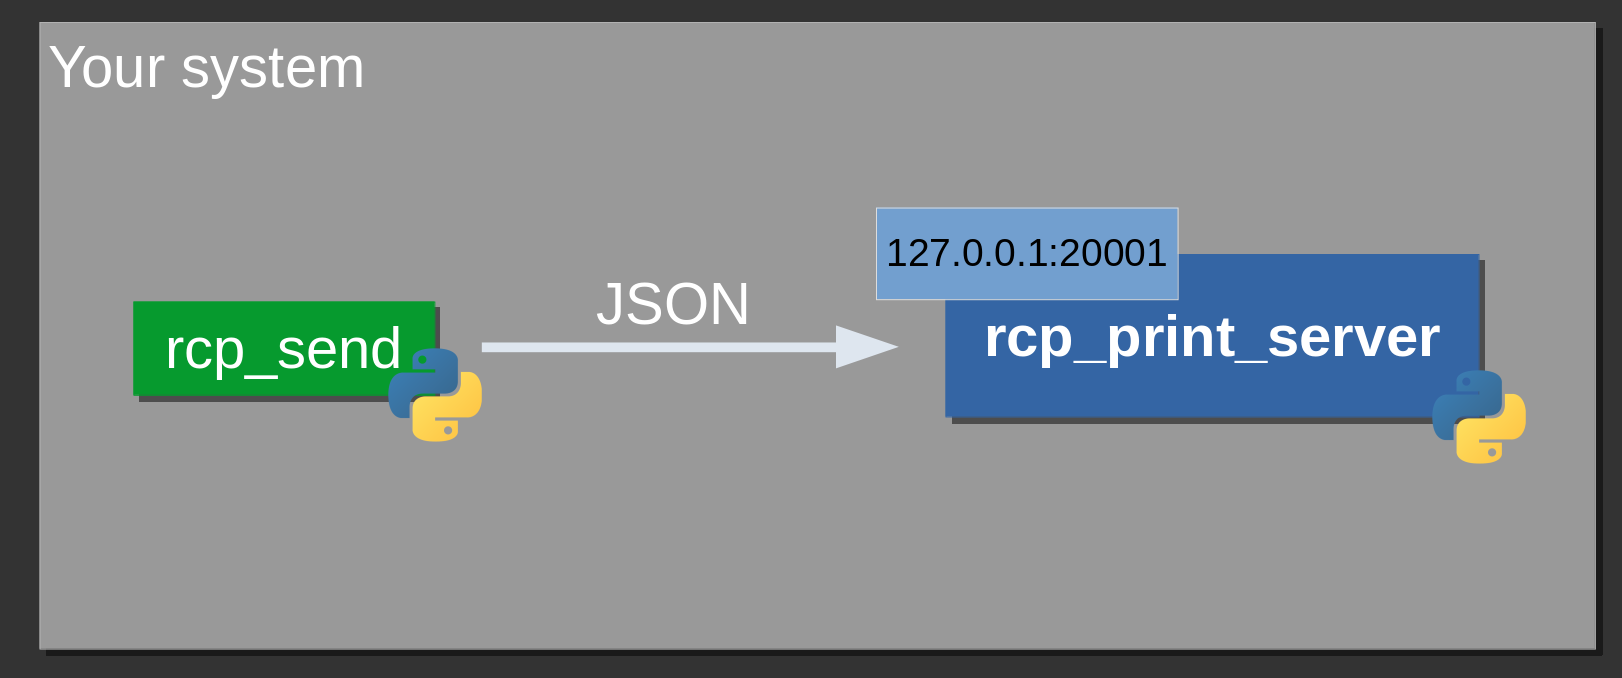 Your system
127.0.0.1:20001
JSON
rcp_send
rcp_print_server